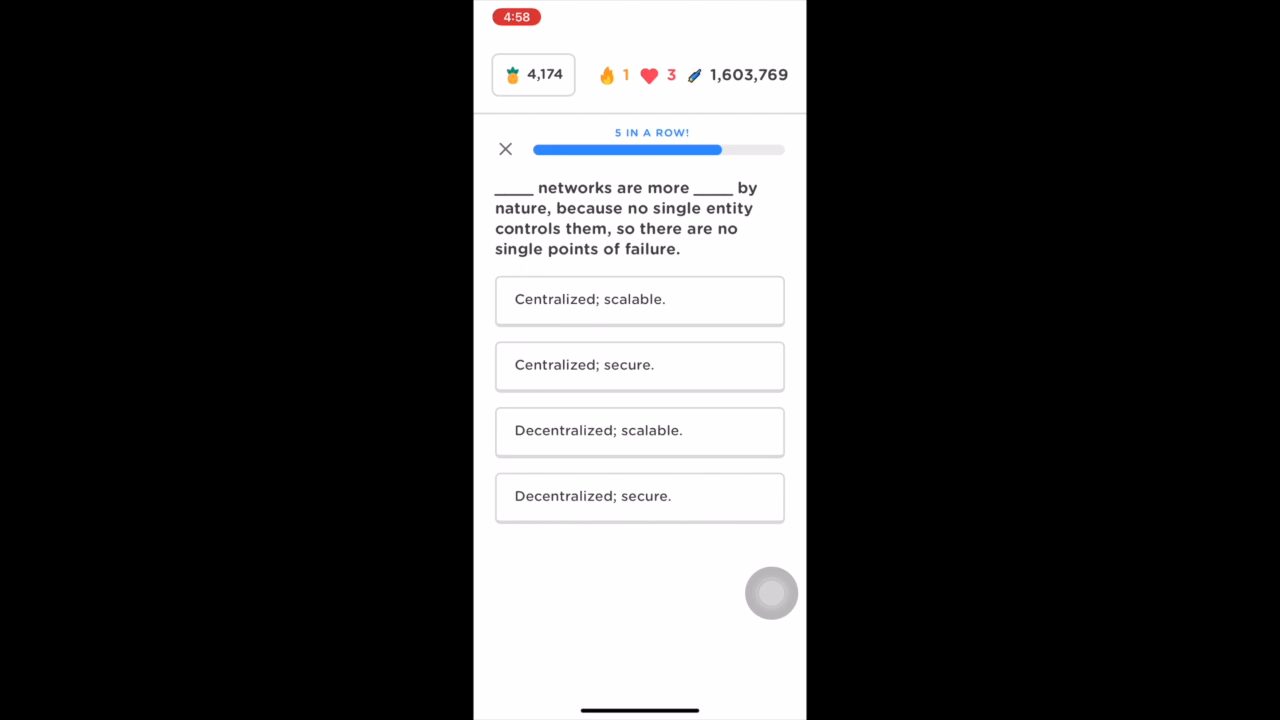 4:58
4,174 1 3 1,603,769
5 IN A ROW!
____ networks are more ____ by
nature, because no single entity
controls them, so there are no
single points of failure.
Centralized; scalable.
Centralized; secure.
Decentralized; scalable.
Decentralized; secure.